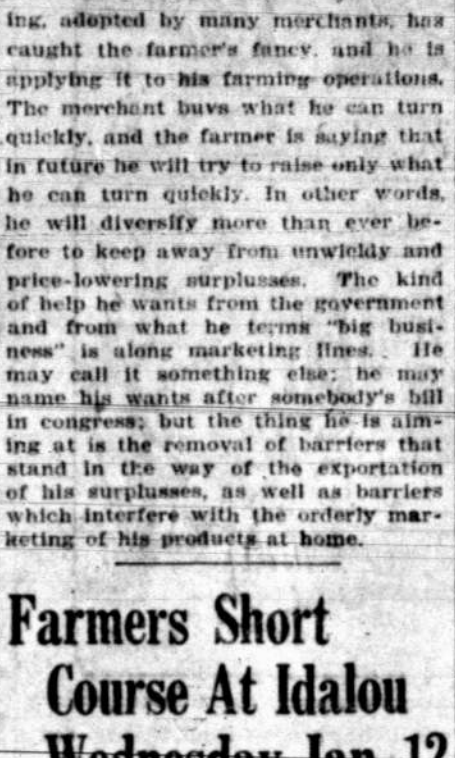 ing, adopted by many merchants, has
caught the farmer's fancy, and he is
applying it to his farming operations.
The merchant buys what he can turn
quickly, and the farmer is saying that
in future he will try to raise only what
he can turn quickly. In other words,
he will diversify more than ever be-
fore to keep away from unwieldy and
price-lowering surplusses. The kind
of help he wants from the government
and from what he terms "big busi-
ness" is along marketing lines. He
may call it something else; he may
name his wants after somebody's bill
in congress; but the thing he is aim-
ing at is the removal of barriers that
stand in the way of the exportation
of his surplusses, as well as barriers
which interfere with the orderly mar-
keting of his products at home.
Farmers Short
Course At Idalou
Wednesday Jan. 12